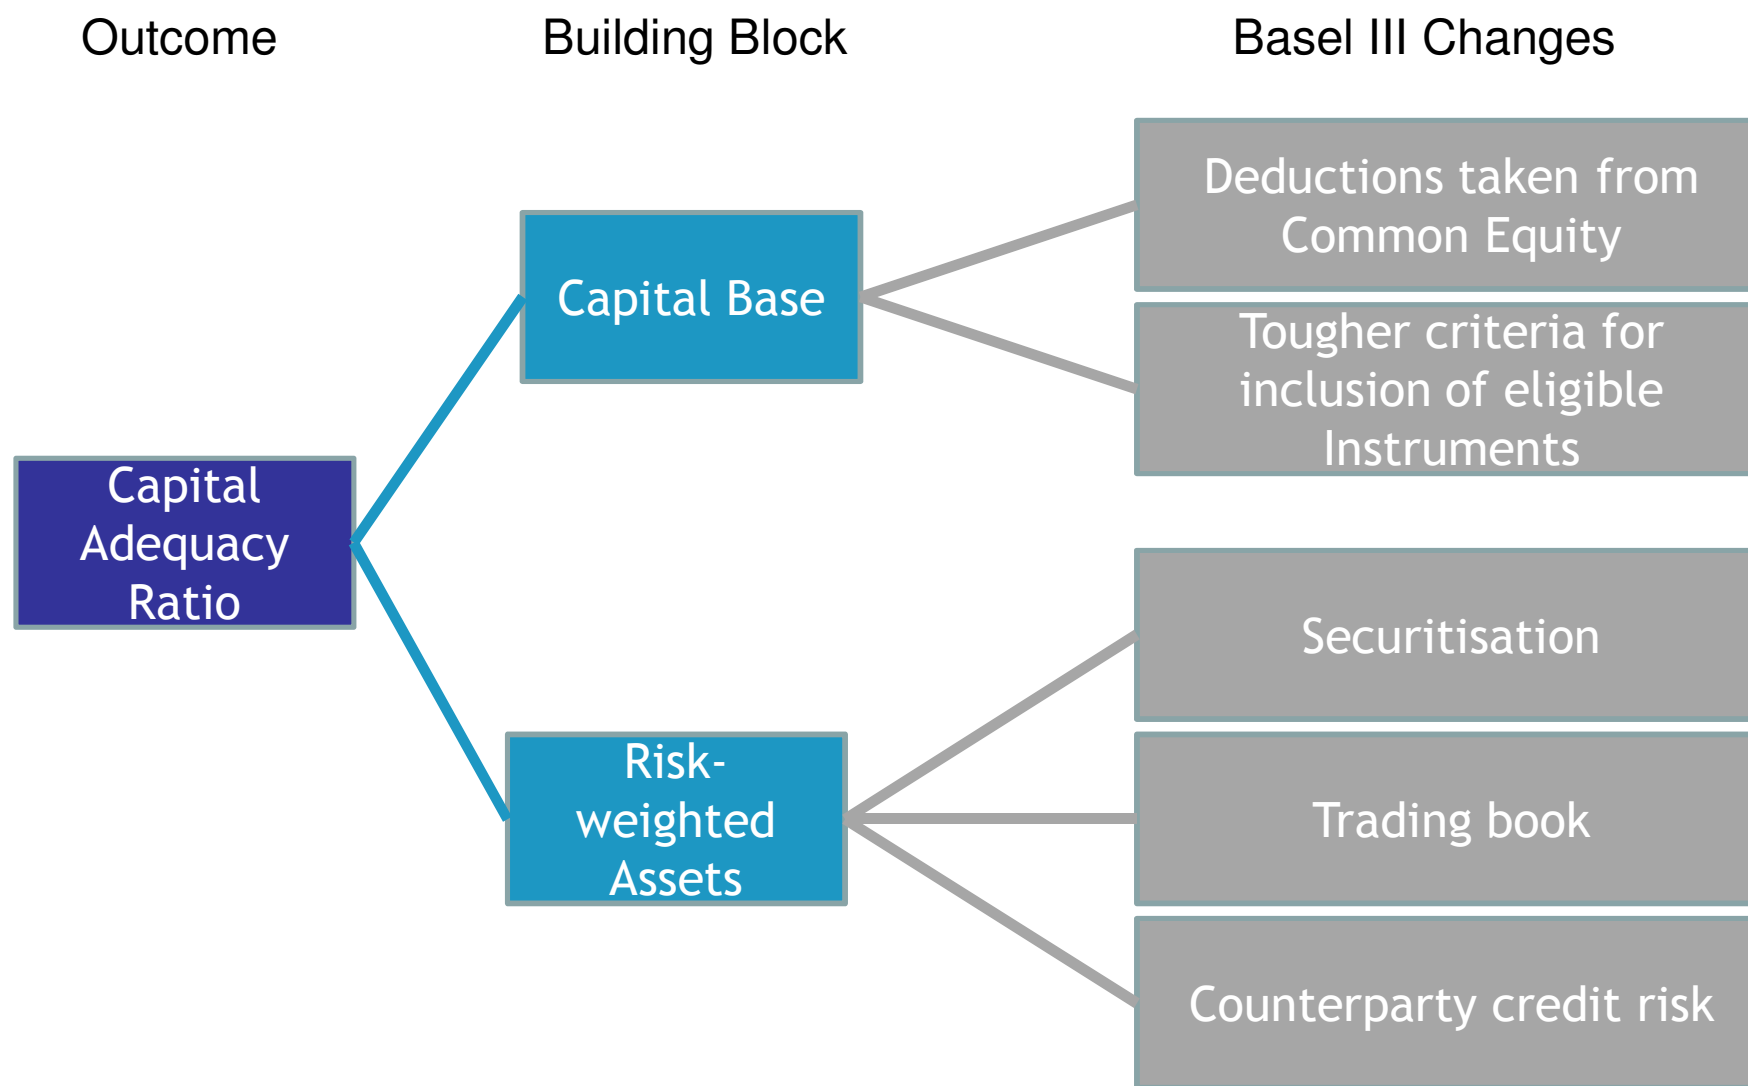 Outcome
Building Block
Basel III Changes
Deductions taken from
Common Equity
Capital Base
Tougher criteria for
inclusion of eligible
Instruments
Capital
Adequacy
Ratio
Securitisation
Risk-
weighted
Assets
Trading book
Counterparty credit risk